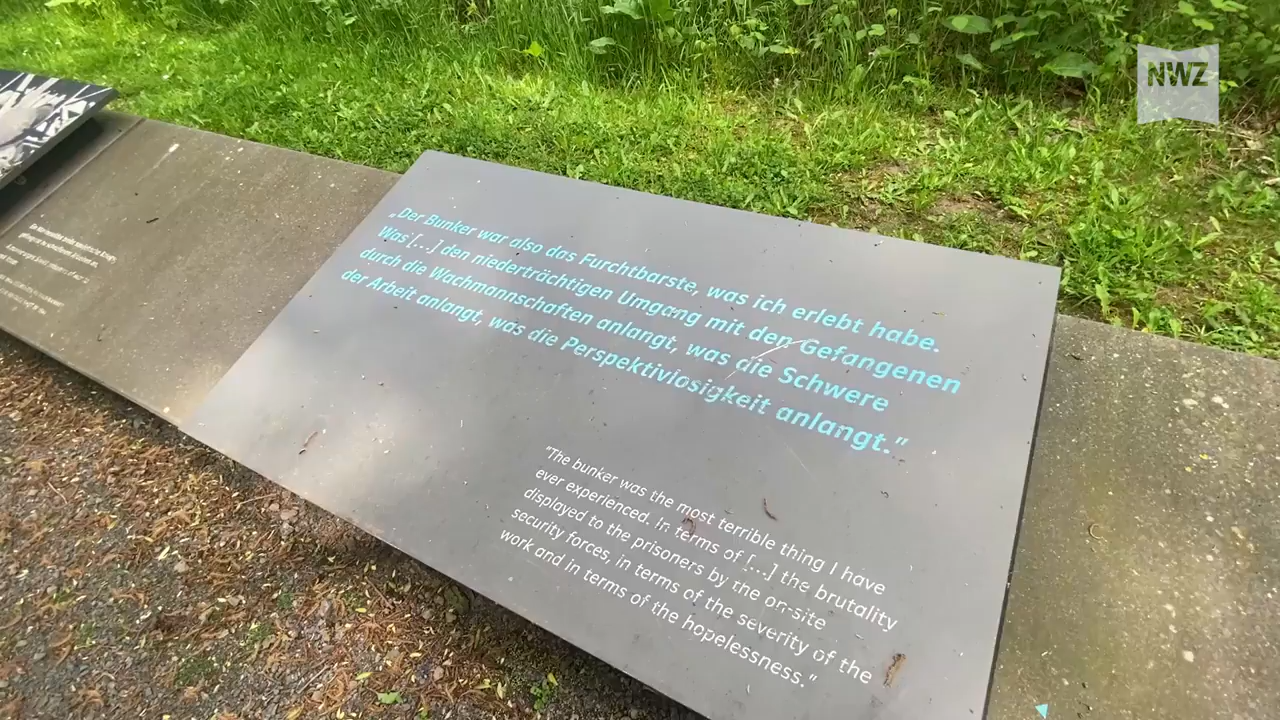 NWZ
„Der Bunker war also das Furchtbarste, was ich erlebt habe.
Was [...] den niederträchtigen Umgang mit den Gefangenen
durch die Wachmannschaften anlangt, was die Schwere
der Arbeit anlangt, was die Perspektivlosigkeit anlangt."
"The bunker was the most terrible thing I have
ever experienced. In terms of [...] the brutality
displayed to the prisoners by the on-site
security forces, in terms of the severity of the
work and in terms of the hopelessness."